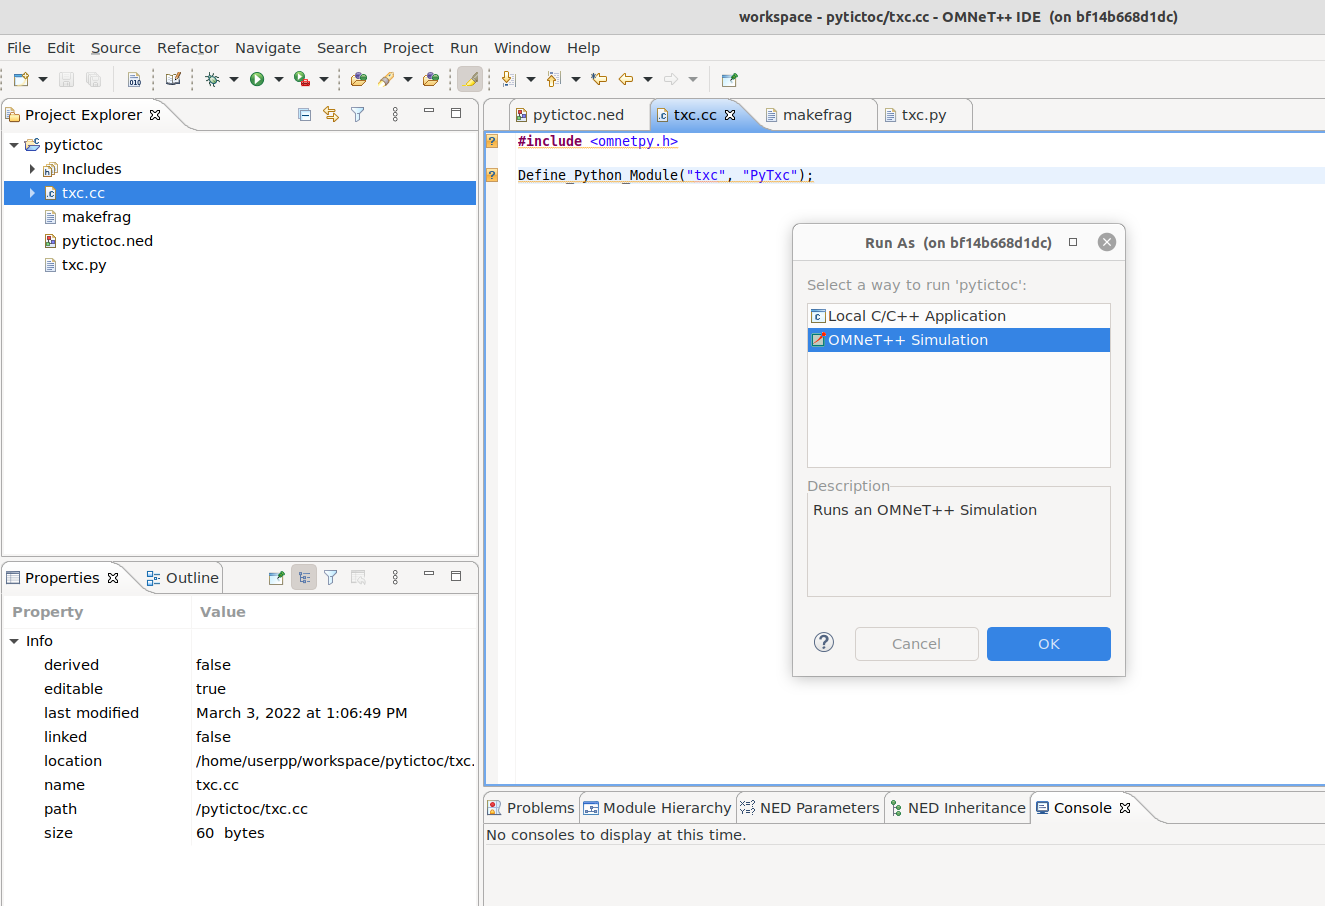 workspace - pytictoc/txc.cc - OMNeT++ IDE (on bf14b668d1dc)
File Edit Source Refactor Navigate Search Project Run Window Help
010
Project Explorer
pytictoc
Includes
txc.cc
makefrag
pytictoc.ned
txc.py
pytictoc.ned txc.cc makefrag txc.py
#include <omnetpy.h>
Define_Python_Module("txc", "PyTxc");
Run As (on bf14b668d1dc)
Select a way to run 'pytictoc':
Local C/C++ Application
OMNeT++ Simulation
Description
Runs an OMNeT++ Simulation
Cancel OK
Properties Outline
Property Value
Info
derived false
editable true
last modified March 3, 2022 at 1:06:49 PM
linked false
location /home/userpp/workspace/pytictoc/txc.
name txc.cc
path /pytictoc/txc.cc
size 60 bytes
Problems Module Hierarchy NED Parameters NED Inheritance Console
No consoles to display at this time.